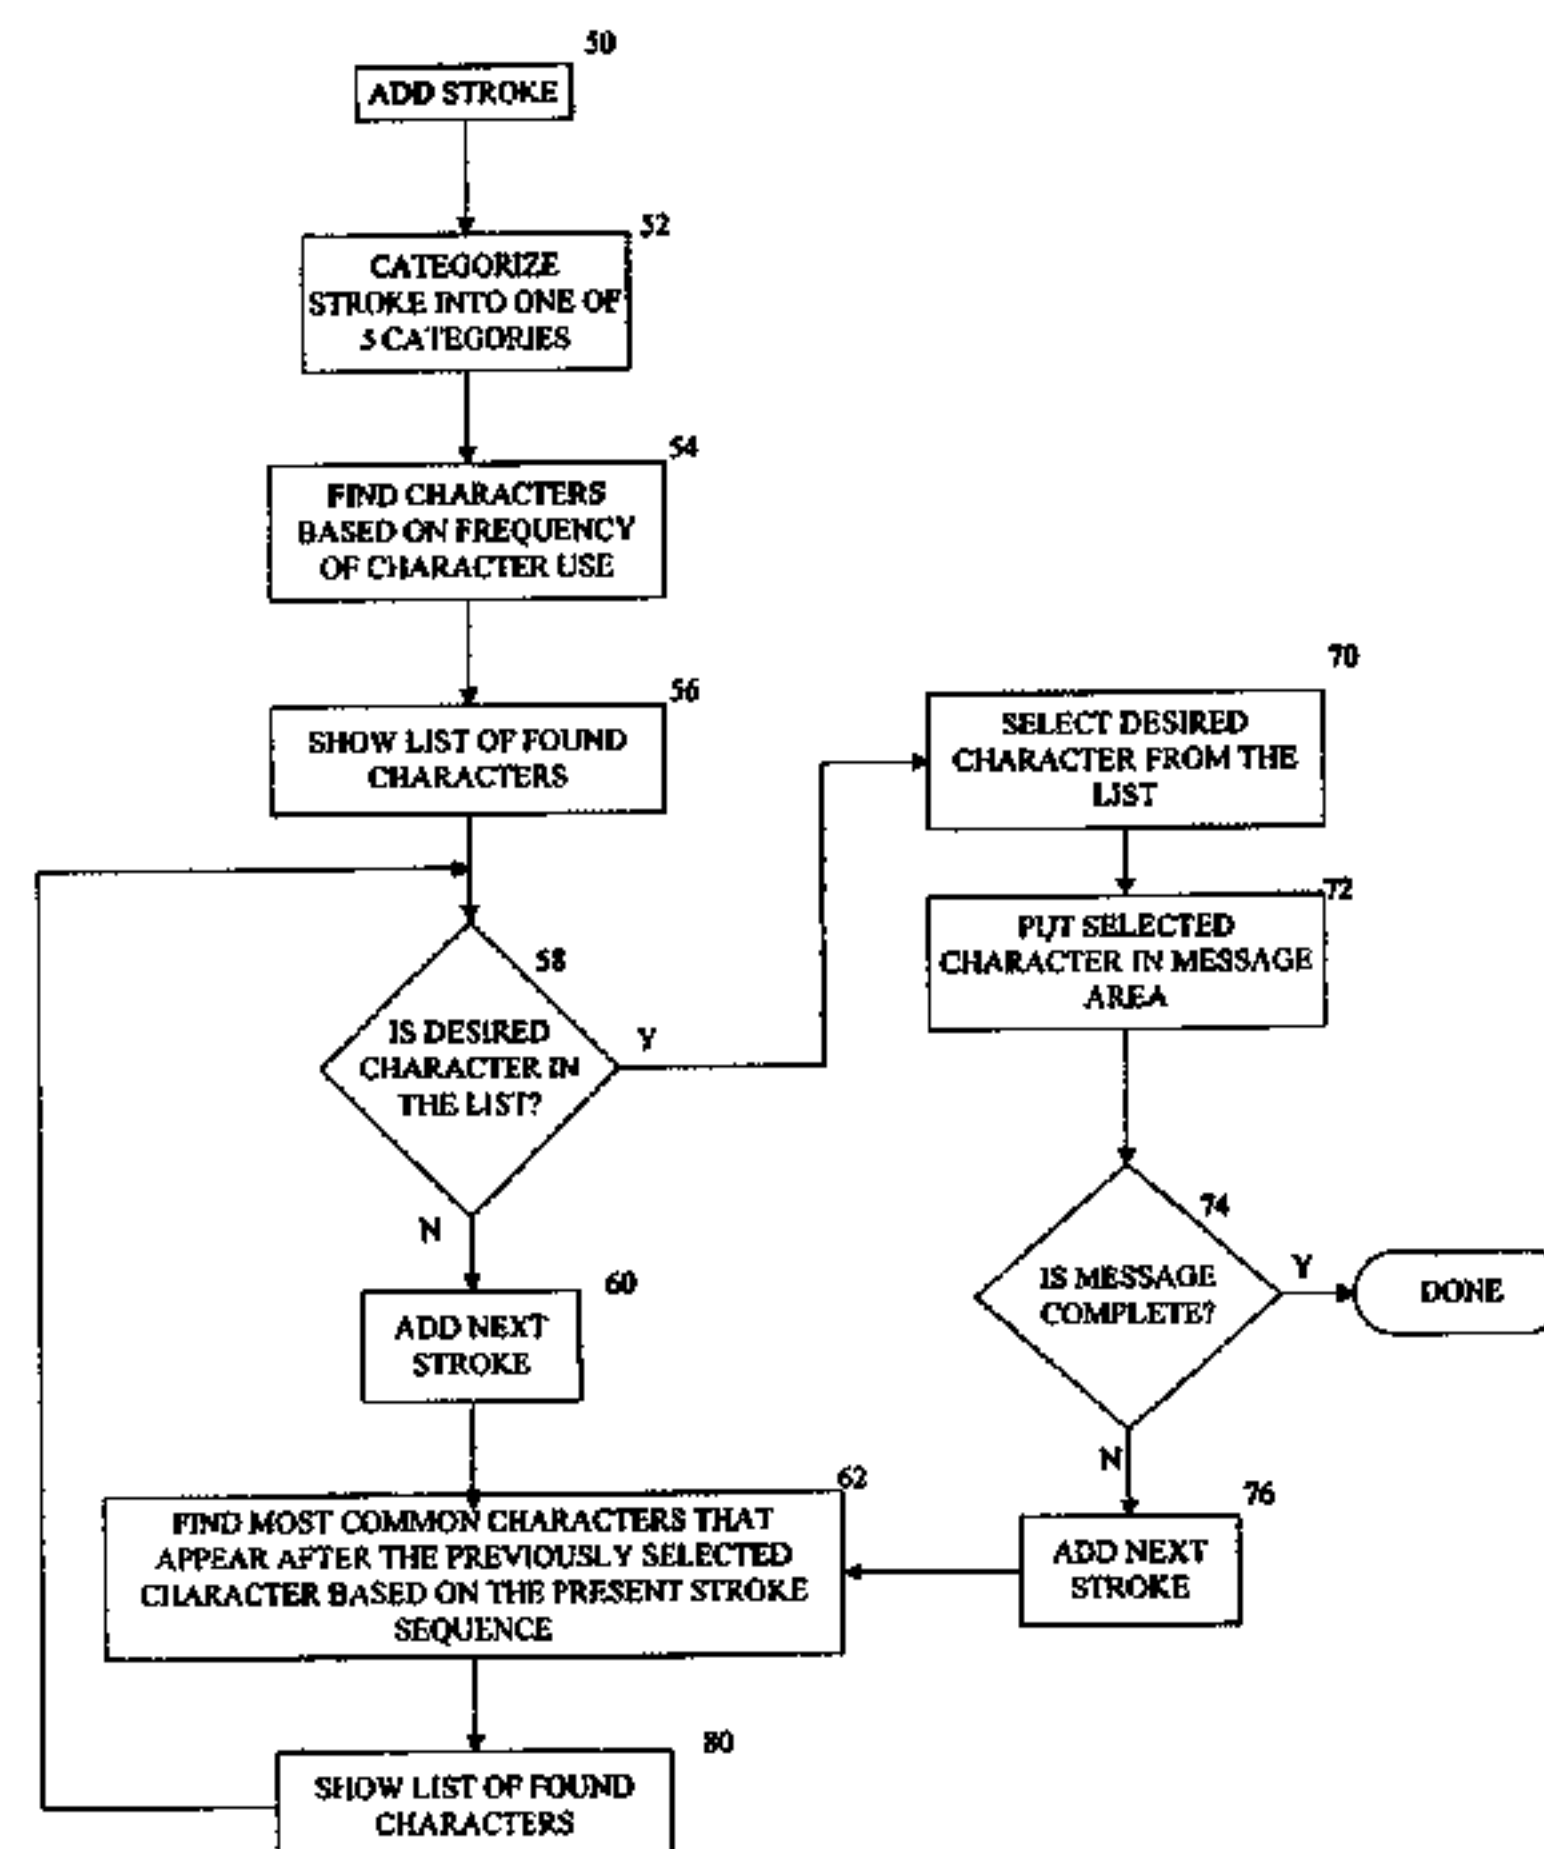 50
ADD STROKE
52
CATEGORIZE
STROKE INTO ONE OF
5 CATEGORIES
54
FIND CHARACTERS
BASED ON FREQUENCY
OF CHARACTER USE
56
SHOW LIST OF FOUND
CHARACTERS
58
IS DESIRED
CHARACTER IN
THE LIST?
Y
N
60
ADD NEXT
STROKE
62
FIND MOST COMMON CHARACTERS THAT
APPEAR AFTER THE PREVIOUSLY SELECTED
CHARACTER BASED ON THE PRESENT STROKE
SEQUENCE
80
SHOW LIST OF FOUND
CHARACTERS
70
SELECT DESIRED
CHARACTER FROM THE
LIST
72
PUT SELECTED
CHARACTER IN MESSAGE
AREA
74
IS MESSAGE
COMPLETE?
Y
DONE
N
76
ADD NEXT
STROKE